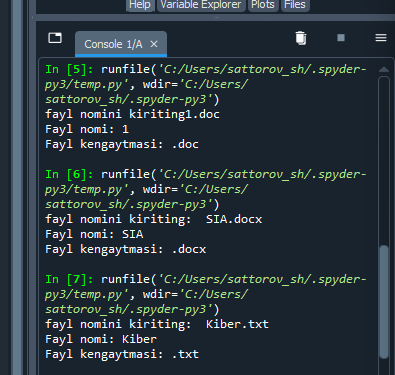 Help Variable Explorer Plots Files
Console 1/A ×
In [5]: runfile('C:/Users/sattorov_sh/.spyder-
py3/temp.py', wdir='C:/Users/
sattorov_sh/.spyder-py3')
fayl nomini kiriting1.doc
Fayl nomi: 1
Fayl kengaytmasi: .doc
In [6]: runfile('C:/Users/sattorov_sh/.spyder-
py3/temp.py', wdir='C:/Users/
sattorov_sh/.spyder-py3')
fayl nomini kiriting:  SIA.docx
Fayl nomi: SIA
Fayl kengaytmasi: .docx
In [7]: runfile('C:/Users/sattorov_sh/.spyder-
py3/temp.py', wdir='C:/Users/
sattorov_sh/.spyder-py3')
fayl nomini kiriting:  Kiber.txt
Fayl nomi: Kiber
Fayl kengaytmasi: .txt